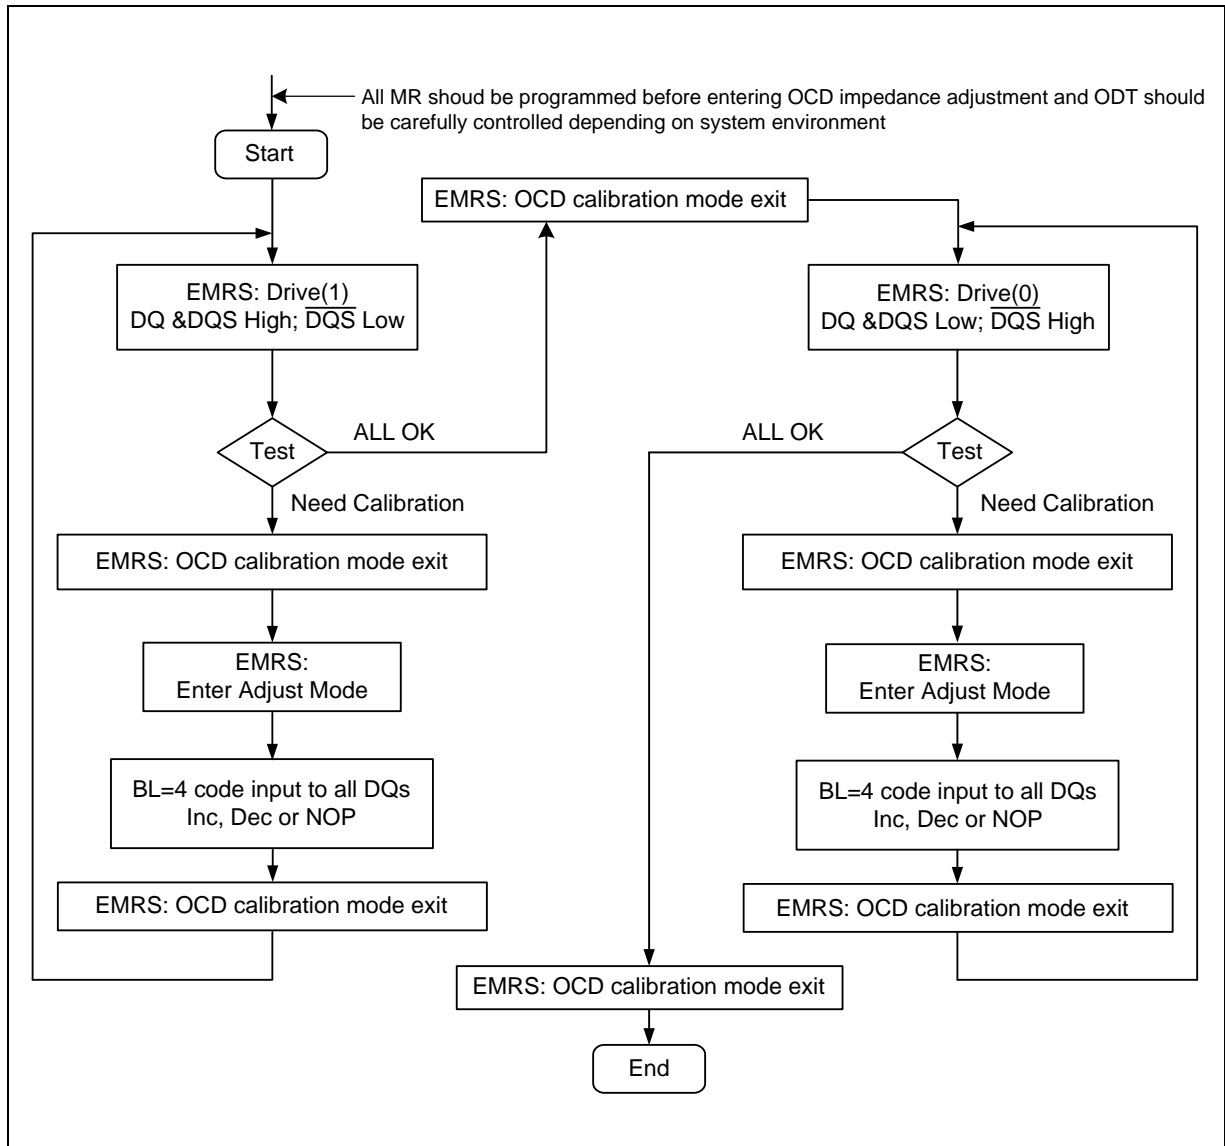 All MR shoud be programmed before entering OCD impedance adjustment and ODT should
be carefully controlled depending on system environment
Start
EMRS: OCD calibration mode exit
EMRS: Drive(1)
DQ &DQS High; D̅Q̅S̅ Low
Test
ALL OK
Need Calibration
EMRS: OCD calibration mode exit
EMRS:
Enter Adjust Mode
BL=4 code input to all DQs
Inc, Dec or NOP
EMRS: OCD calibration mode exit
EMRS: Drive(0)
DQ &DQS Low; D̅Q̅S̅ High
ALL OK
Test
Need Calibration
EMRS: OCD calibration mode exit
EMRS:
Enter Adjust Mode
BL=4 code input to all DQs
Inc, Dec or NOP
EMRS: OCD calibration mode exit
EMRS: OCD calibration mode exit
End